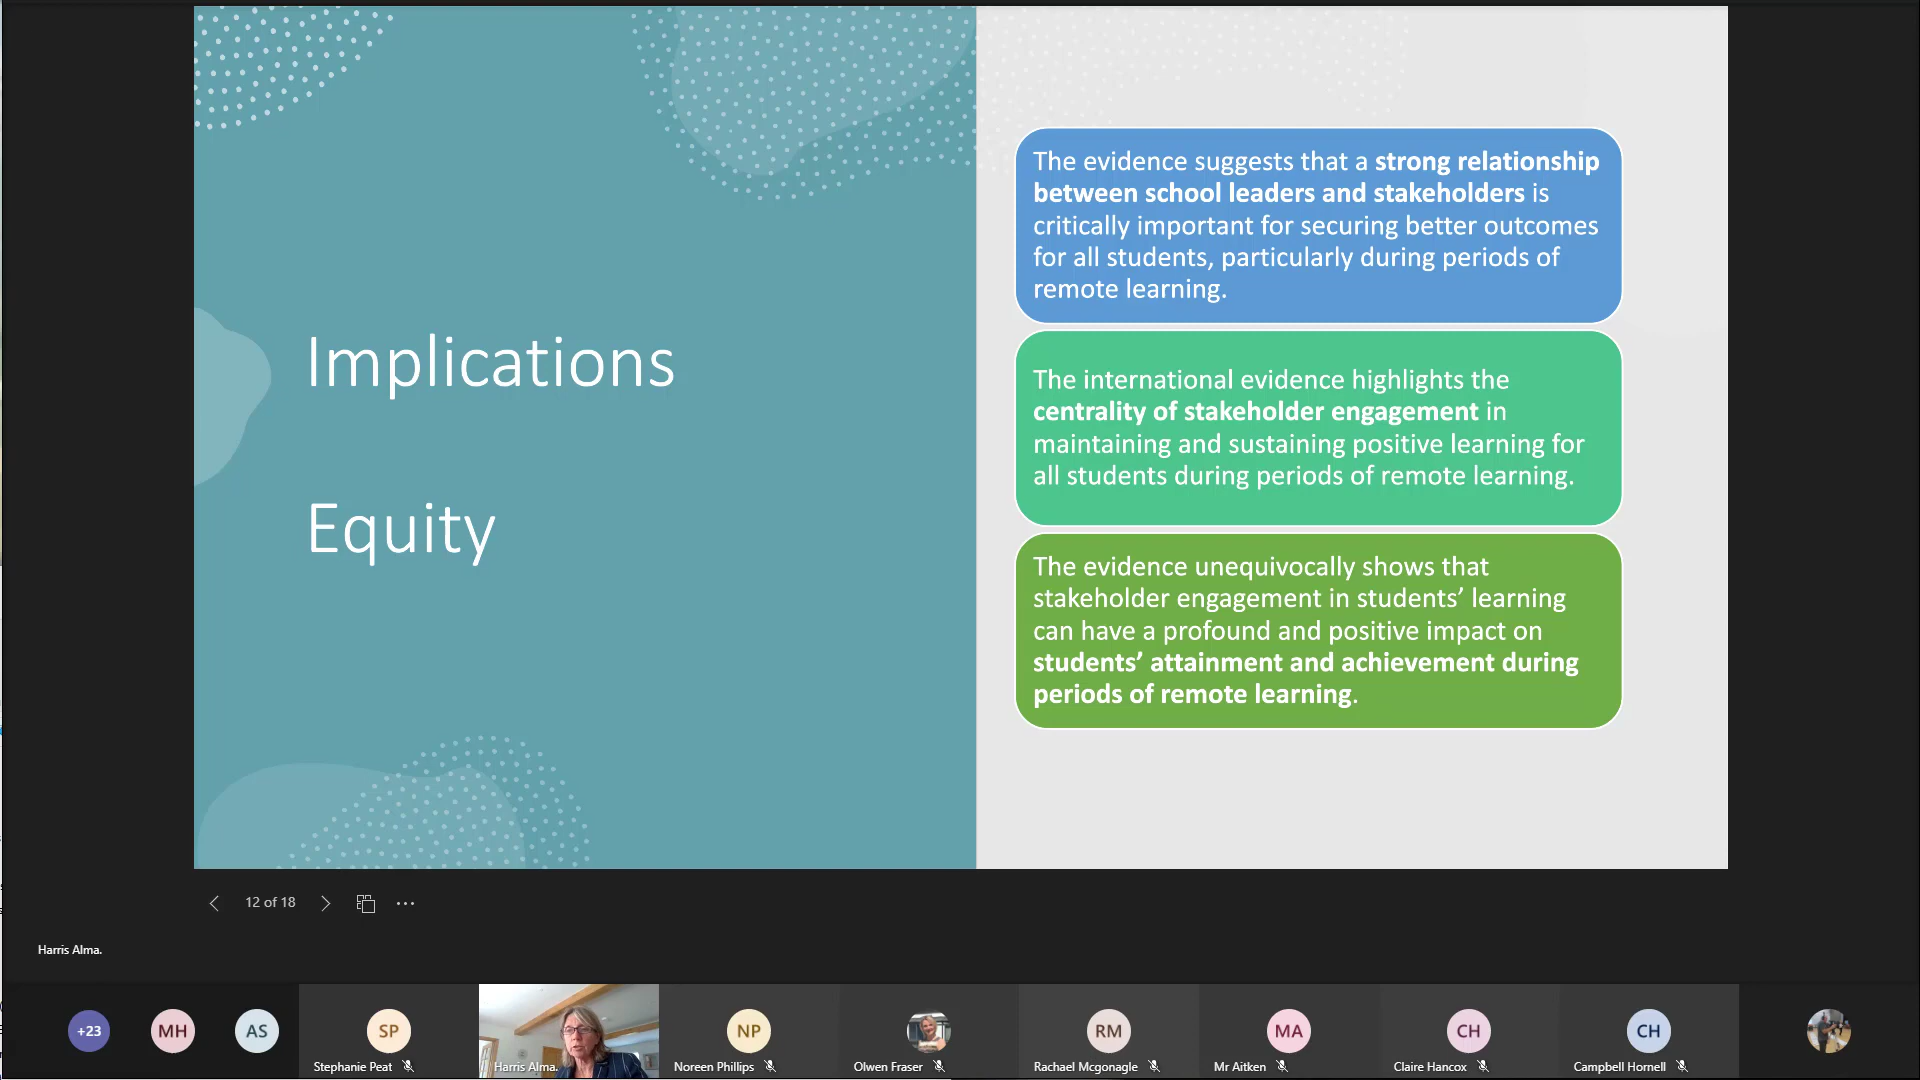 Implications
Equity
The evidence suggests that a strong relationship
between school leaders and stakeholders is
critically important for securing better outcomes
for all students, particularly during periods of
remote learning.
The international evidence highlights the
centrality of stakeholder engagement in
maintaining and sustaining positive learning for
all students during periods of remote learning.
The evidence unequivocally shows that
stakeholder engagement in students’ learning
can have a profound and positive impact on
students’ attainment and achievement during
periods of remote learning.
12 of 18
Harris Alma.
+23
MH
AS
SP
NP
RM
MA
CH
CH
Stephanie Peat
Harris Alma.
Noreen Phillips
Olwen Fraser
Rachael Mcgonagle
Mr Aitken
Claire Hancox
Campbell Hornell